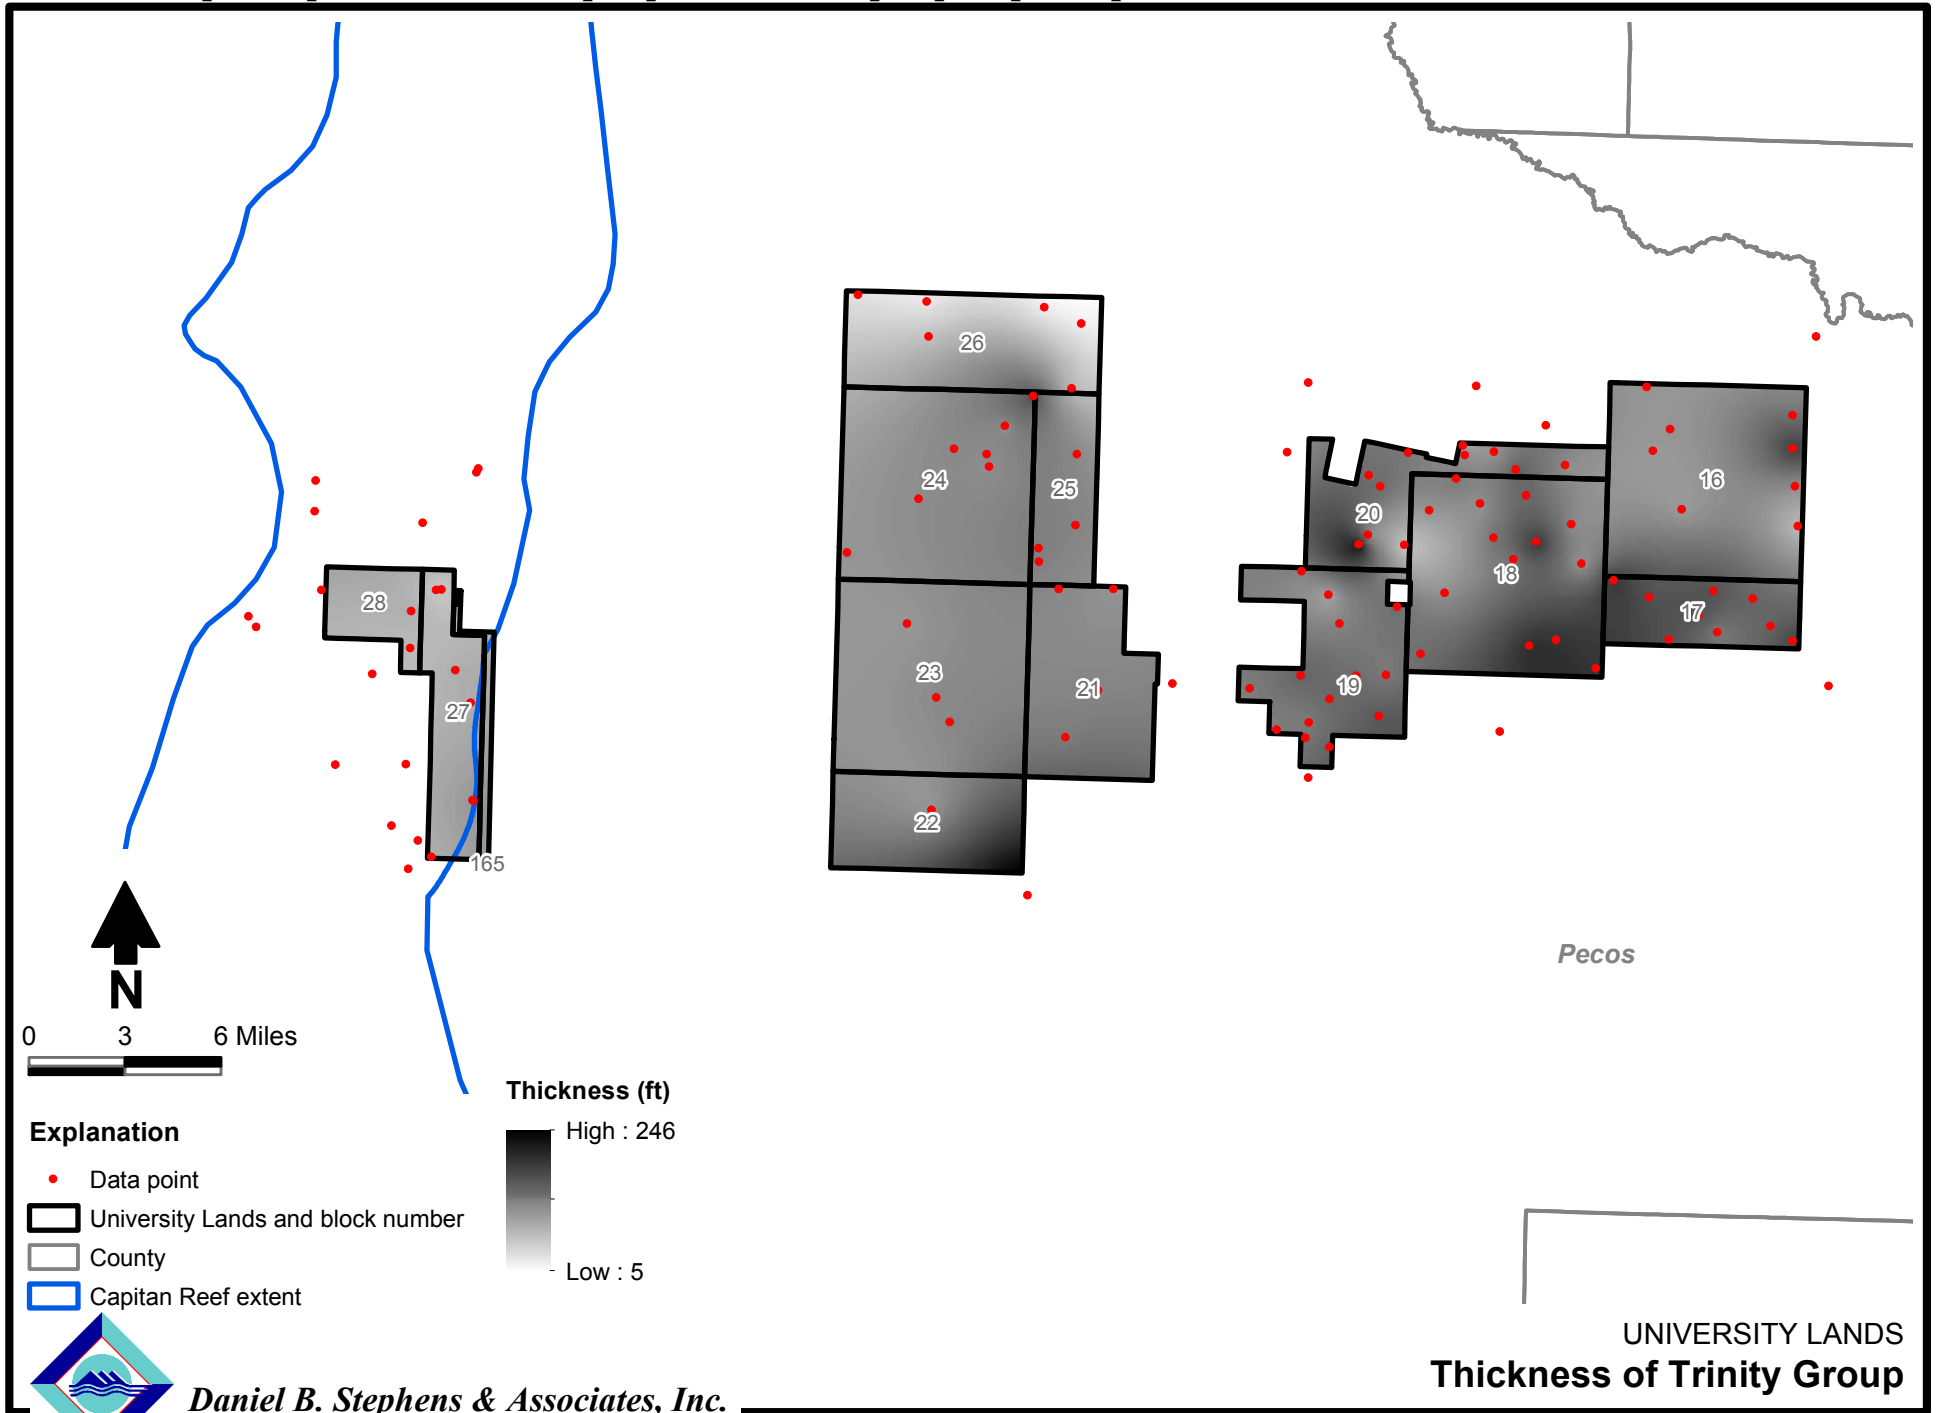 26
24
25
16
20
18
28
17
23
21
19
27
22
165
Pecos
N
0 3 6 Miles
Thickness (ft)
High : 246
Low : 5
Explanation
Data point
University Lands and block number
County
Capitan Reef extent
UNIVERSITY LANDS
Thickness of Trinity Group
Daniel B. Stephens & Associates, Inc.